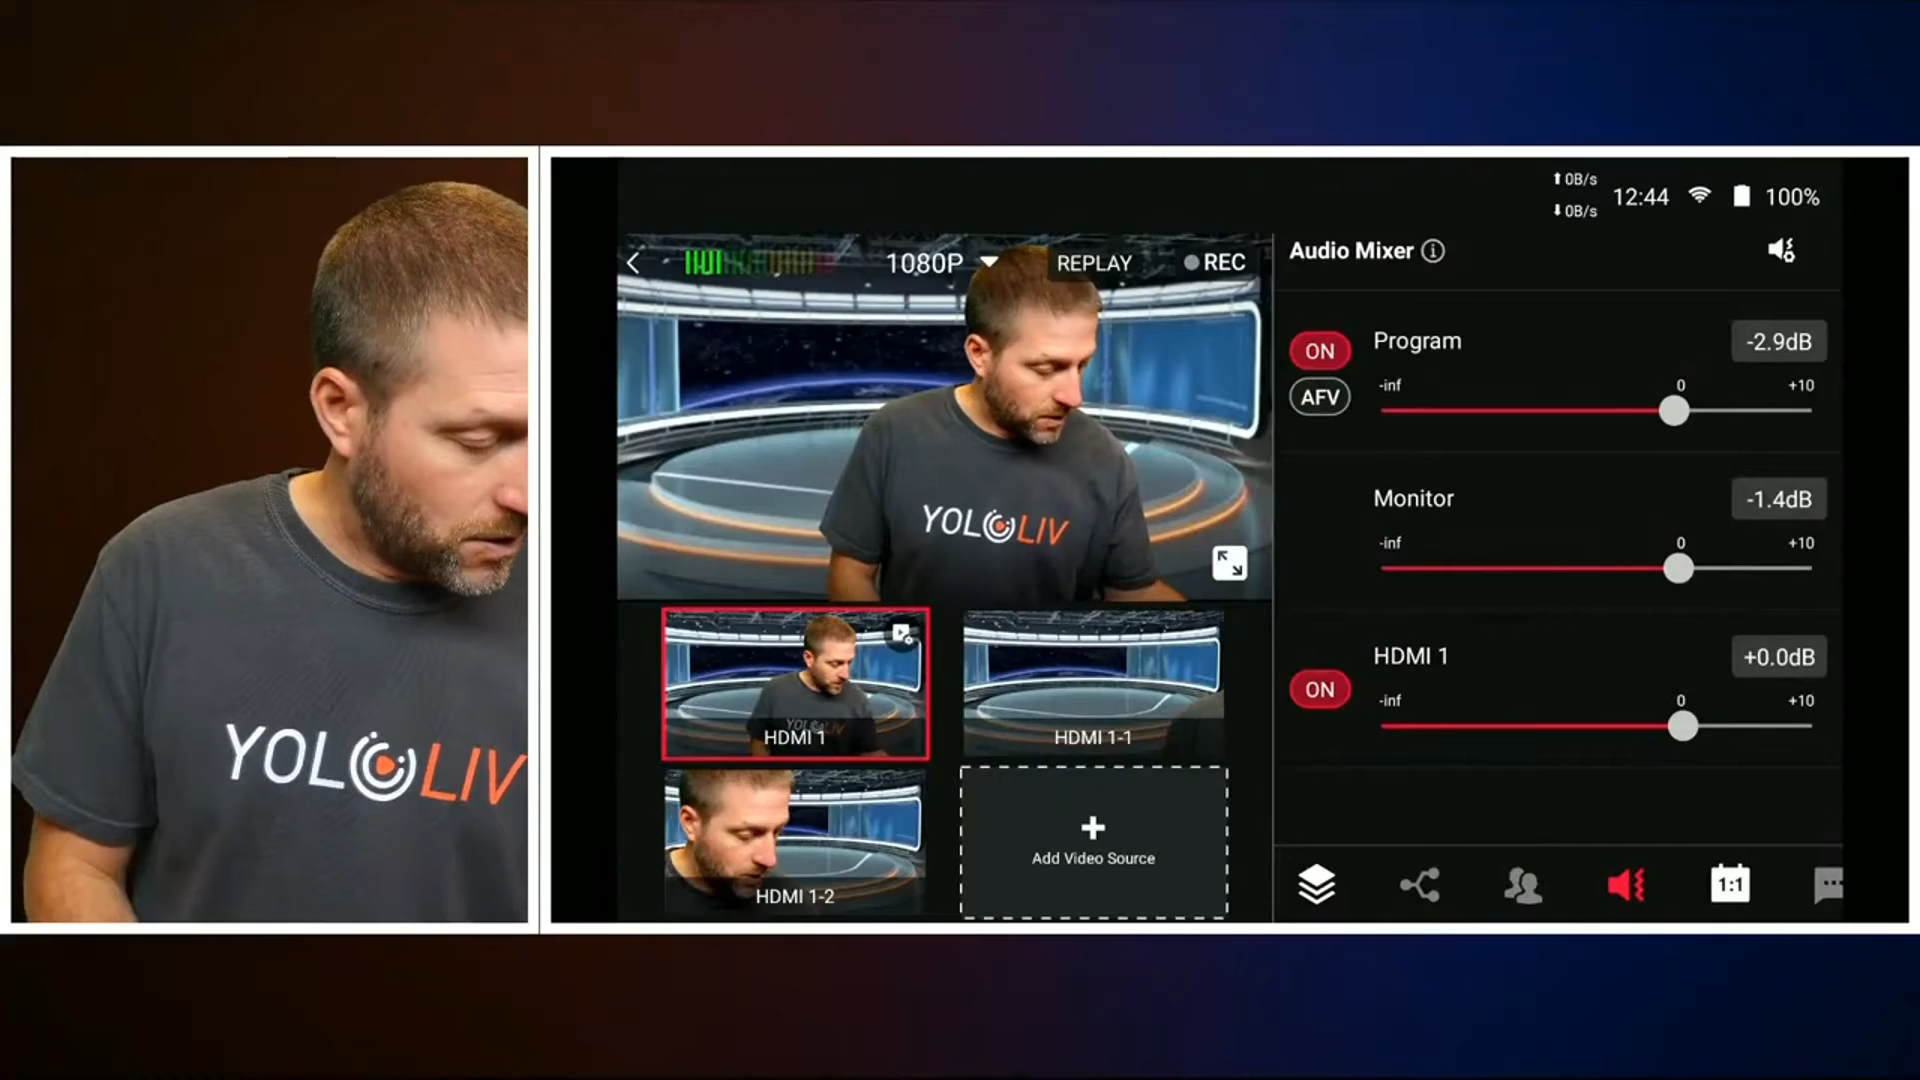 YOLOLIV
↑0B/s
↓0B/s
12:44
100%
1080P
REPLAY
REC
YOLOLIV
HDMI 1
HDMI 1-1
HDMI 1-2
+
Add Video Source
Audio Mixer
ON
AFV
Program
-2.9dB
-inf 0 +10
Monitor
-1.4dB
-inf 0 +10
ON
HDMI 1
+0.0dB
-inf 0 +10
1:1